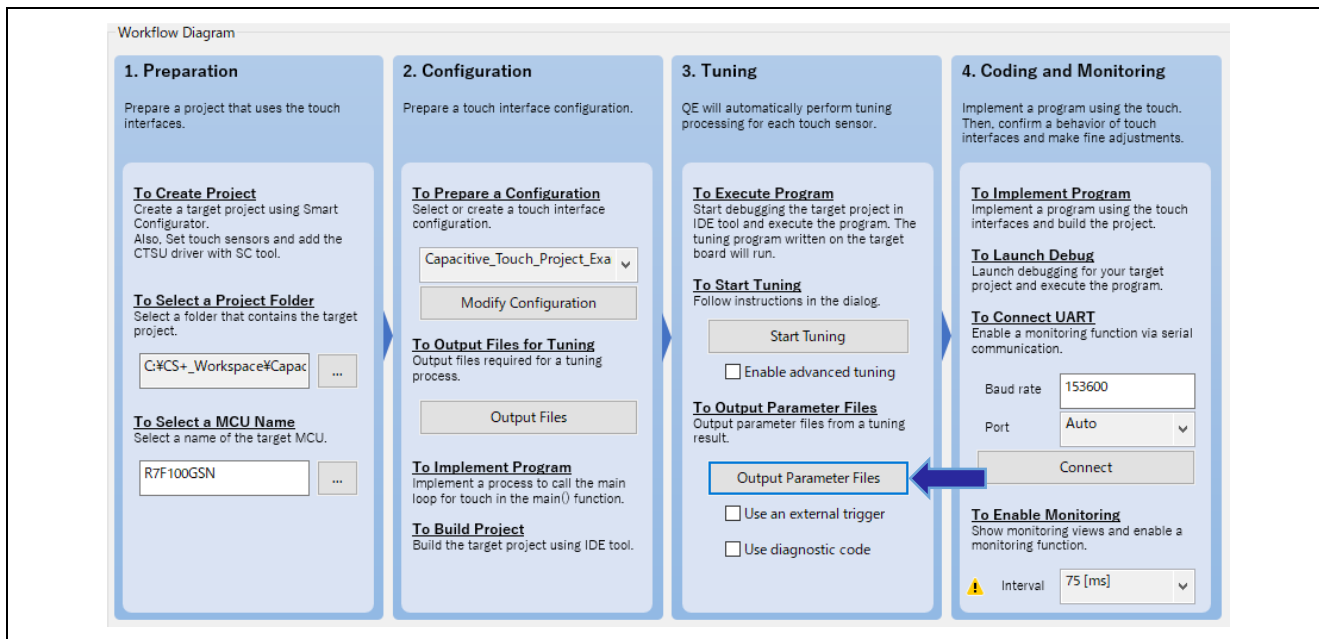 Workflow Diagram
1. Preparation
Prepare a project that uses the touch
interfaces.
To Create Project
Create a target project using Smart
Configurator.
Also, Set touch sensors and add the
CTSU driver with SC tool.
To Select a Project Folder
Select a folder that contains the target
project.
C:¥CS+_Workspace¥Capac
...
To Select a MCU Name
Select a name of the target MCU.
R7F100GSN
...
2. Configuration
Prepare a touch interface configuration.
To Prepare a Configuration
Select or create a touch interface
configuration.
Capacitive_Touch_Project_Exa
Modify Configuration
To Output Files for Tuning
Output files required for a tuning
process.
Output Files
To Implement Program
Implement a process to call the main
loop for touch in the main() function.
To Build Project
Build the target project using IDE tool.
3. Tuning
QE will automatically perform tuning
processing for each touch sensor.
To Execute Program
Start debugging the target project in
IDE tool and execute the program. The
tuning program written on the target
board will run.
To Start Tuning
Follow instructions in the dialog.
Start Tuning
Enable advanced tuning
To Output Parameter Files
Output parameter files from a tuning
result.
Output Parameter Files
Use an external trigger
Use diagnostic code
4. Coding and Monitoring
Implement a program using the touch.
Then, confirm a behavior of touch
interfaces and make fine adjustments.
To Implement Program
Implement a program using the touch
interfaces and build the project.
To Launch Debug
Launch debugging for your target
project and execute the program.
To Connect UART
Enable a monitoring function via serial
communication.
Baud rate 153600
Port Auto
Connect
To Enable Monitoring
Show monitoring views and enable a
monitoring function.
Interval 75 [ms]